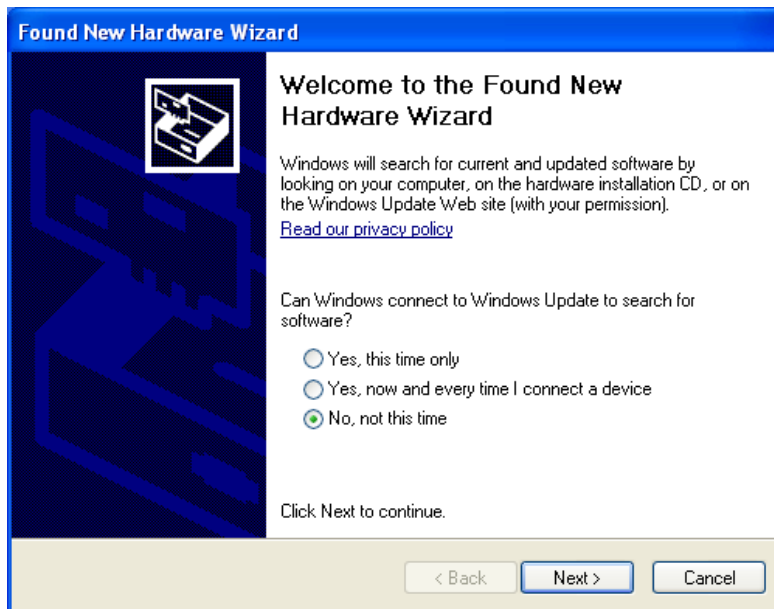 Found New Hardware Wizard
Welcome to the Found New
Hardware Wizard
Windows will search for current and updated software by
looking on your computer, on the hardware installation CD, or on
the Windows Update Web site (with your permission).
Read our privacy policy
Can Windows connect to Windows Update to search for
software?
Yes, this time only
Yes, now and every time I connect a device
No, not this time
Click Next to continue.
< Back
Next >
Cancel